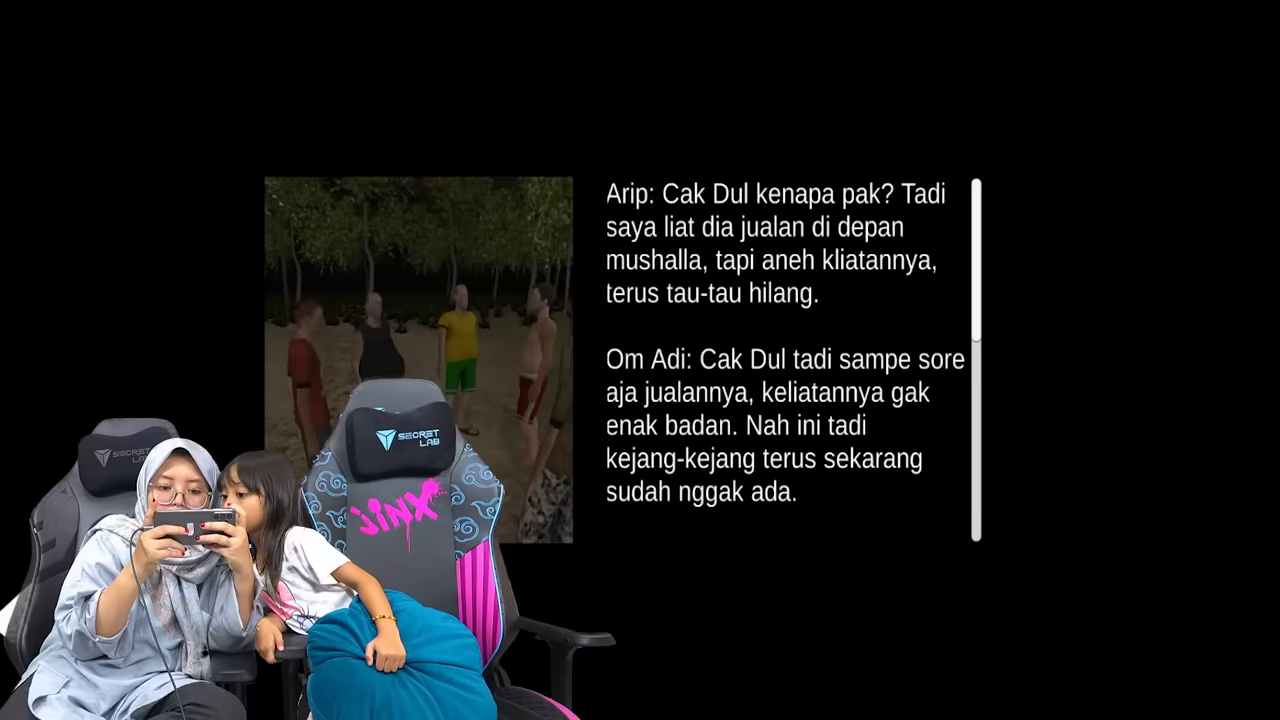 Arip: Cak Dul kenapa pak? Tadi
saya liat dia jualan di depan
mushalla, tapi aneh kliatannya,
terus tau-tau hilang.
Om Adi: Cak Dul tadi sampe sore
aja jualannya, keliatannya gak
enak badan. Nah ini tadi
kejang-kejang terus sekarang
sudah nggak ada.
SECRET
LAB
SECRET
LAB
JINX